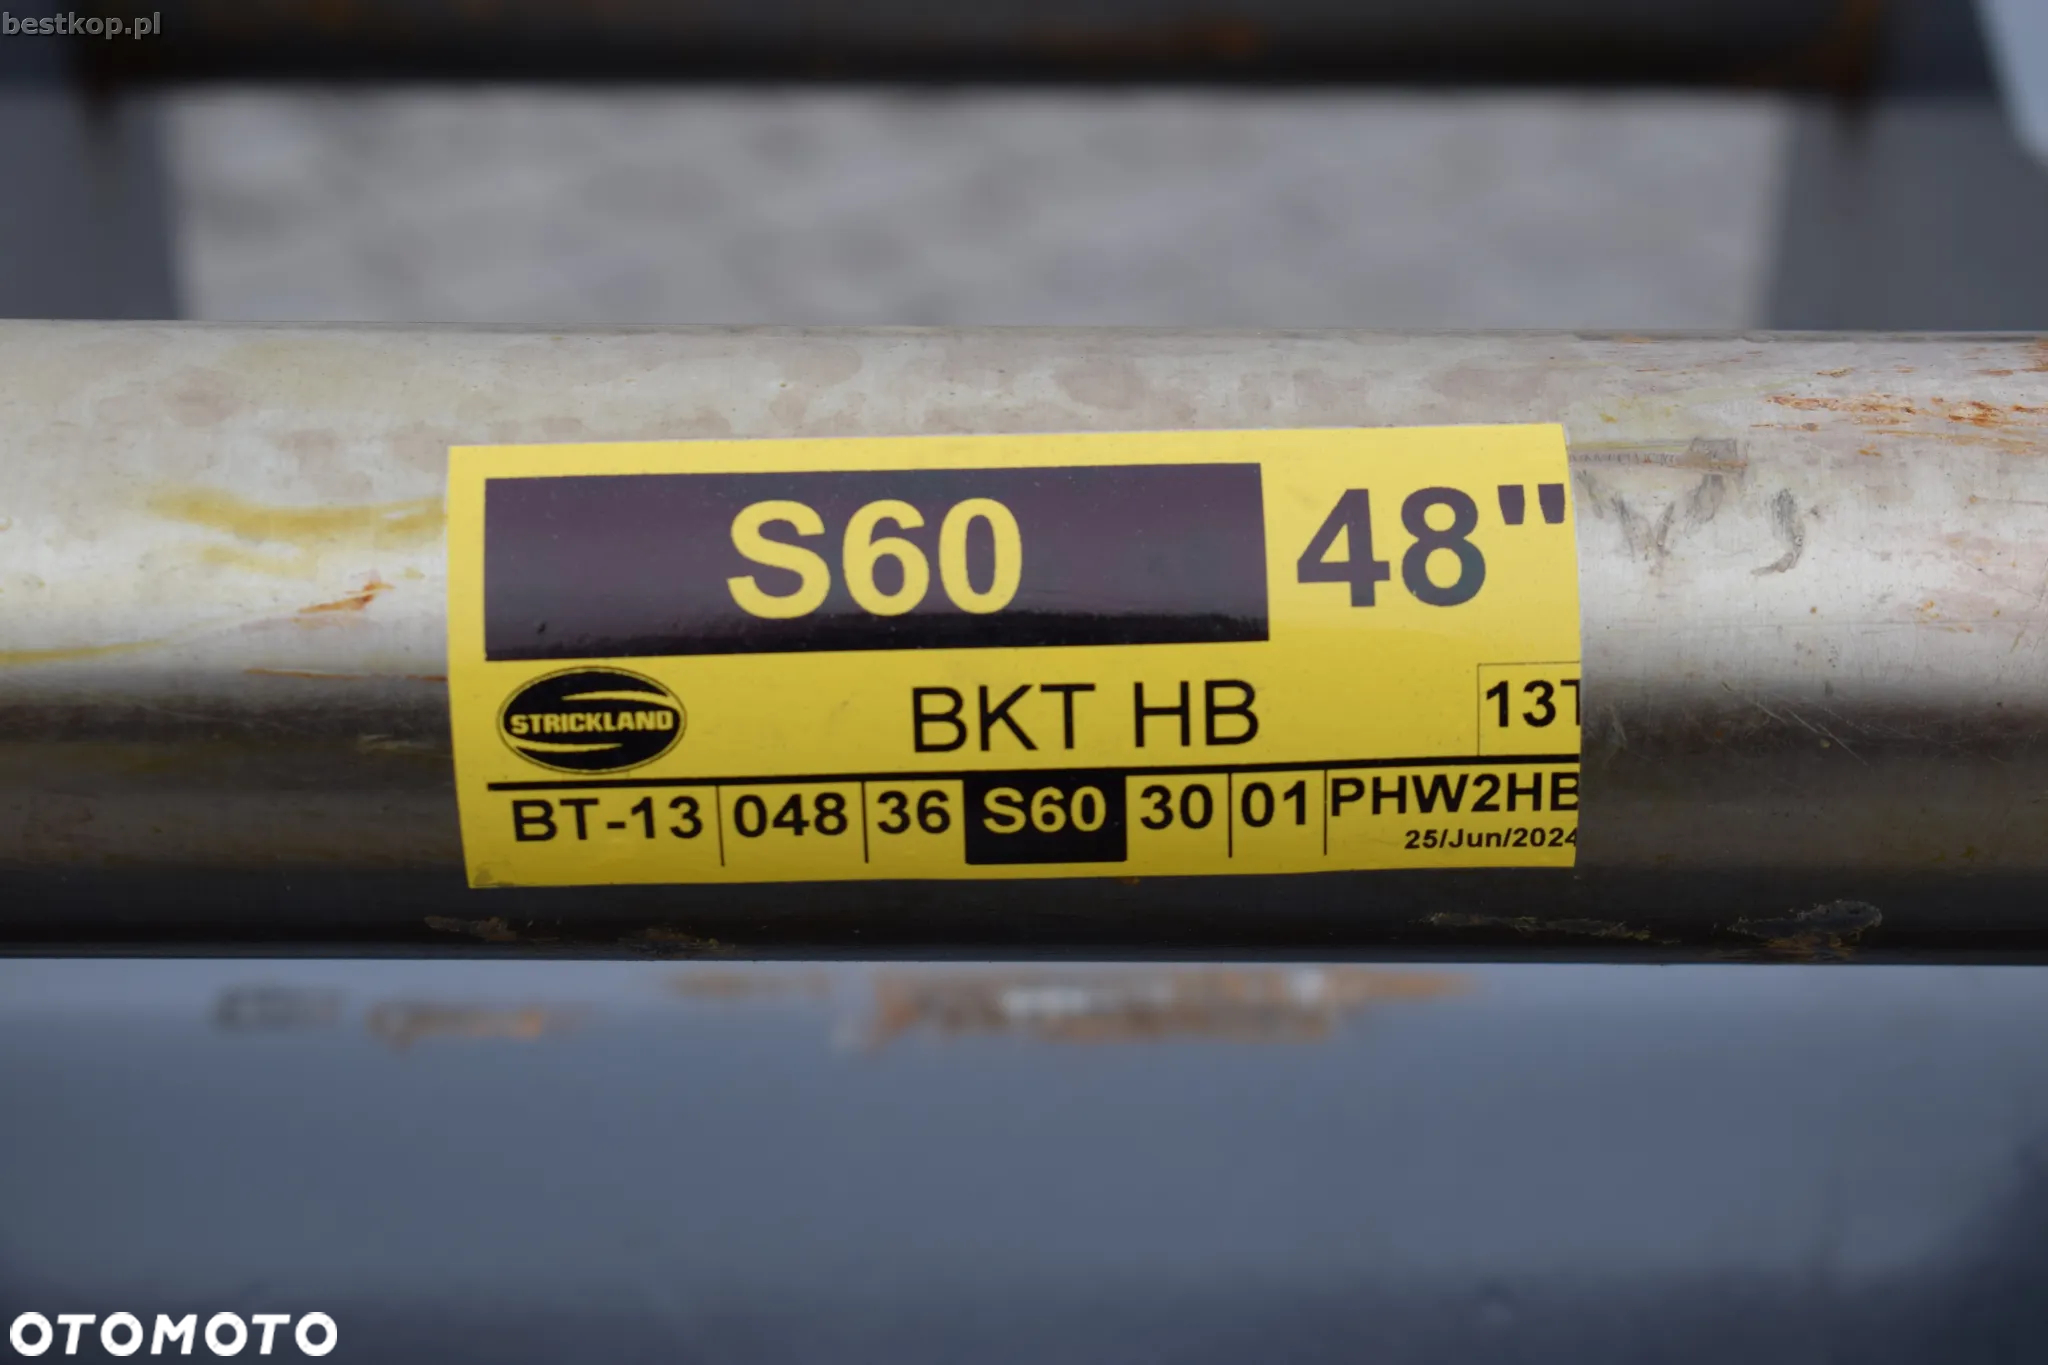 bestkop.pl
S60 48"
STRICKLAND BKT HB 13T
BT-13 048 36 S60 30 01 PHW2HB
25/Jun/2024
OTOMOTO